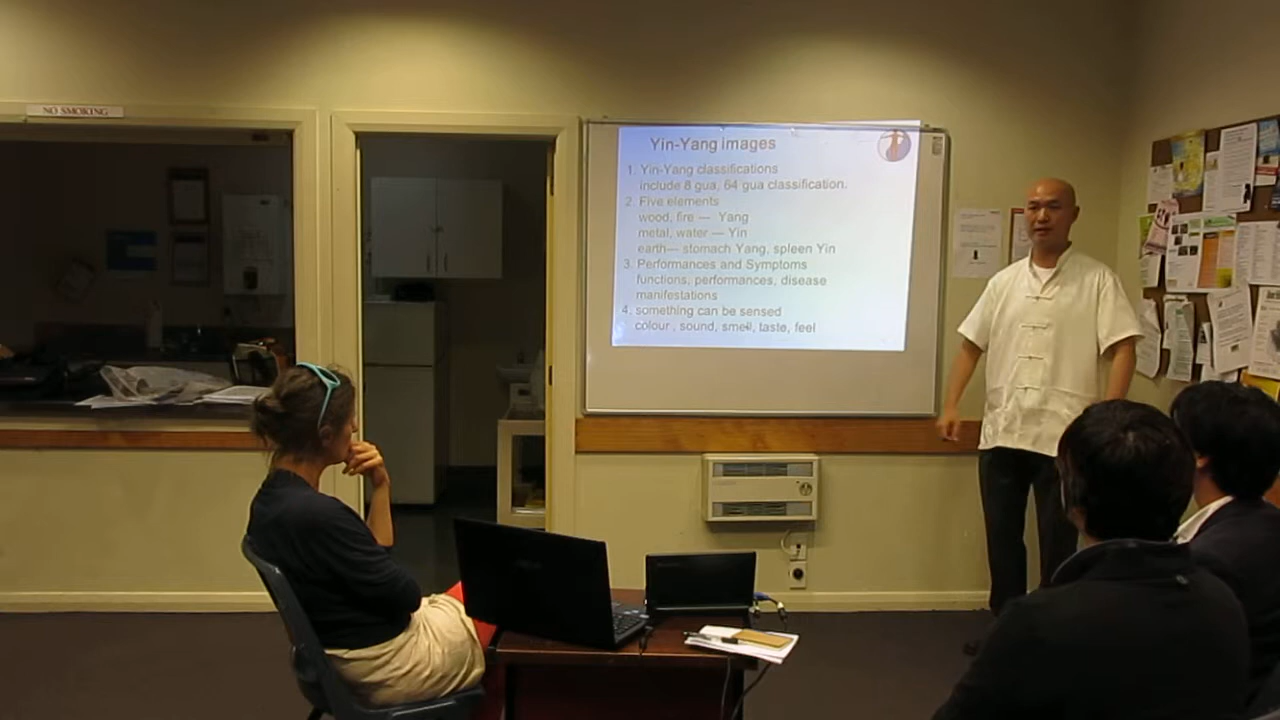 NO SMOKING
Yin-Yang images
1. Yin-Yang classifications
include 8 gua, 64 gua classification.
2. Five elements
wood, fire — Yang
metal, water — Yin
earth— stomach Yang, spleen Yin
3. Performances and Symptoms
functions, performances, disease
manifestations
4. something can be sensed
colour , sound, smell, taste, feel